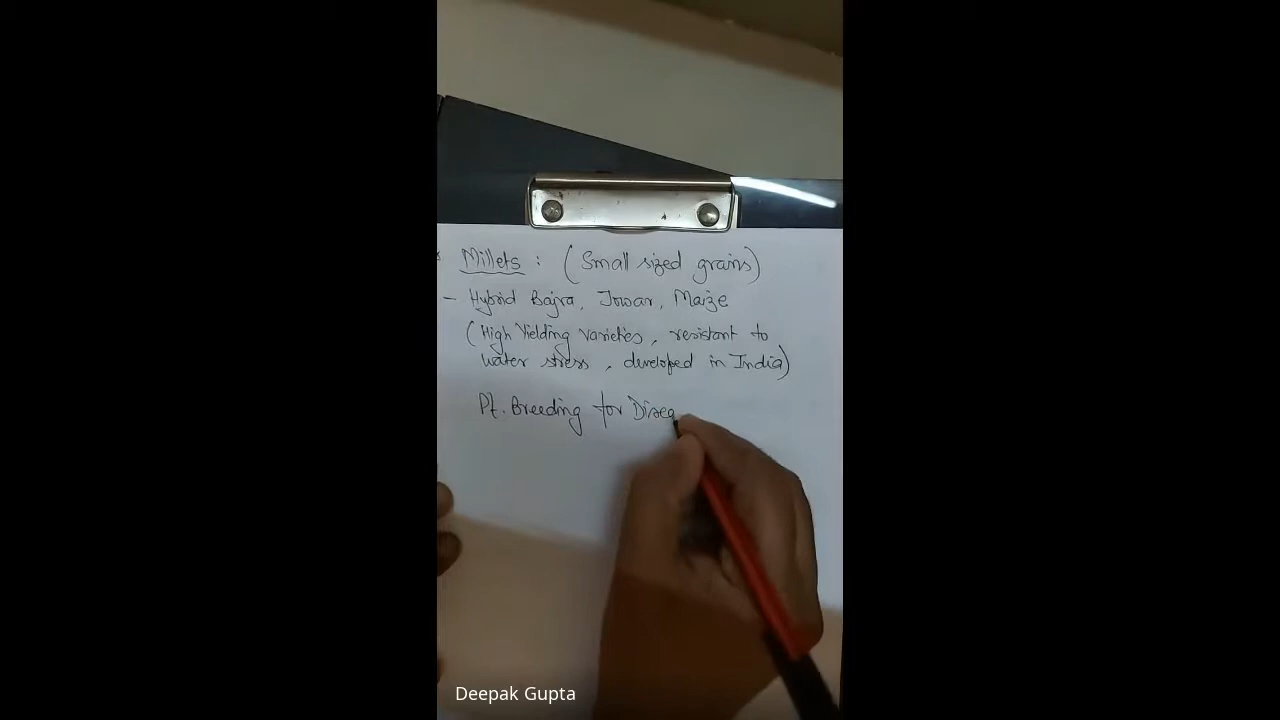 Millets : (Small sized grains)
- Hybrid Bajra, Jowar, Maize
(High Yielding varieties, resistant to
water stress, developed in India)
Pt. Breeding for Disea
Deepak Gupta